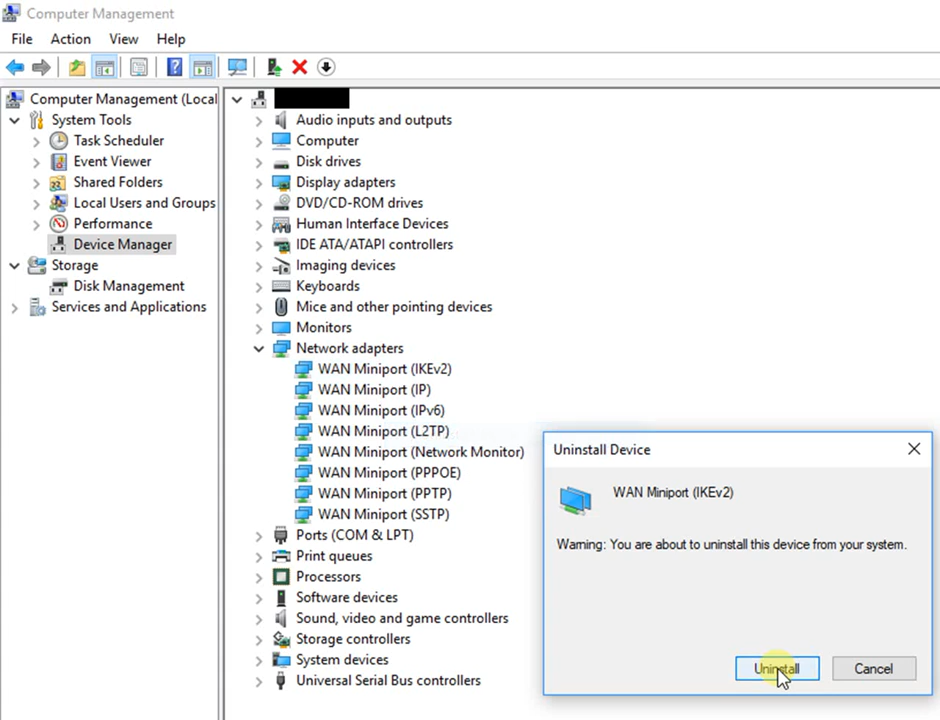 Computer Management
File Action View Help
Computer Management (Local
System Tools
Task Scheduler
Event Viewer
Shared Folders
Local Users and Groups
Performance
Device Manager
Storage
Disk Management
Services and Applications
Audio inputs and outputs
Computer
Disk drives
Display adapters
DVD/CD-ROM drives
Human Interface Devices
IDE ATA/ATAPI controllers
Imaging devices
Keyboards
Mice and other pointing devices
Monitors
Network adapters
WAN Miniport (IKEv2)
WAN Miniport (IP)
WAN Miniport (IPv6)
WAN Miniport (L2TP)
WAN Miniport (Network Monitor)
WAN Miniport (PPPOE)
WAN Miniport (PPTP)
WAN Miniport (SSTP)
Ports (COM & LPT)
Print queues
Processors
Software devices
Sound, video and game controllers
Storage controllers
System devices
Universal Serial Bus controllers
Uninstall Device
WAN Miniport (IKEv2)
Warning: You are about to uninstall this device from your system.
Uninstall Cancel